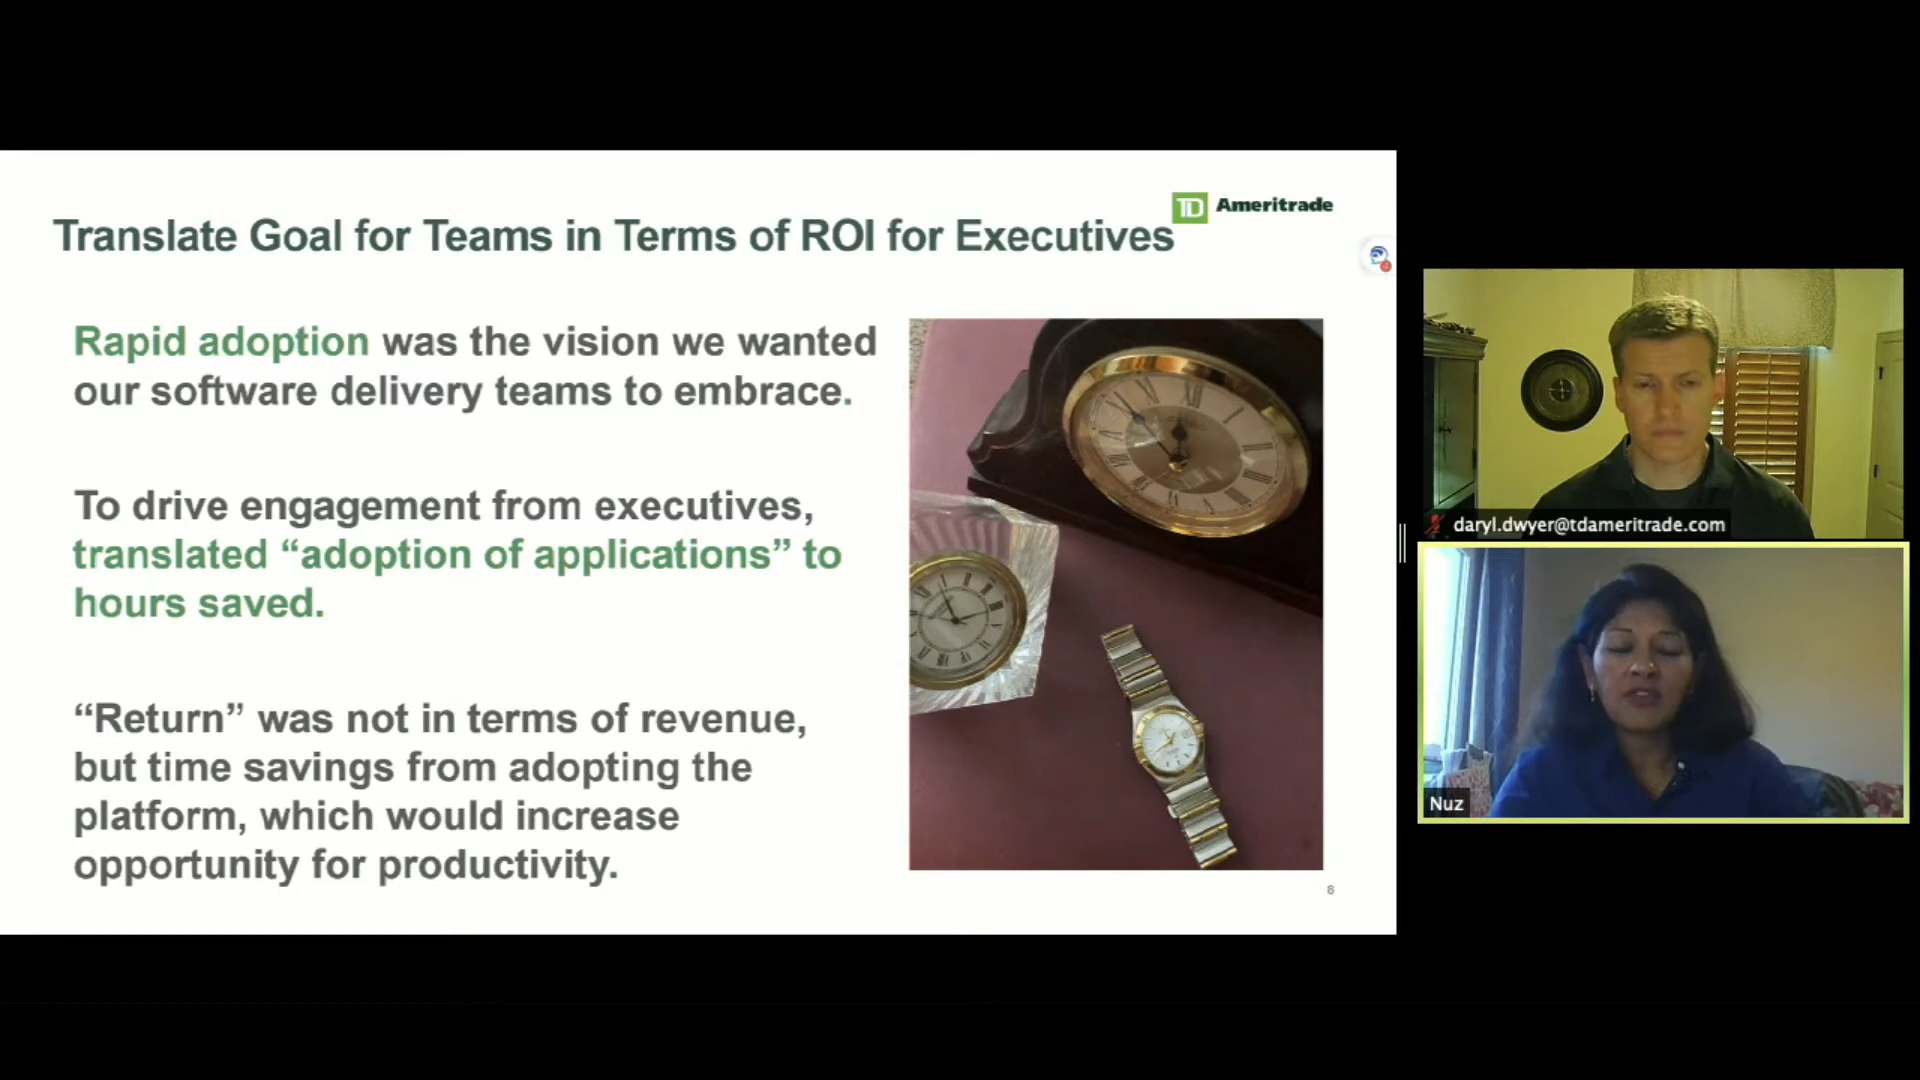 TD Ameritrade
Translate Goal for Teams in Terms of ROI for Executives
Rapid adoption was the vision we wanted
our software delivery teams to embrace.
To drive engagement from executives,
translated “adoption of applications” to
hours saved.
“Return” was not in terms of revenue,
but time savings from adopting the
platform, which would increase
opportunity for productivity.
8
daryl.dwyer@tdameritrade.com
Nuz